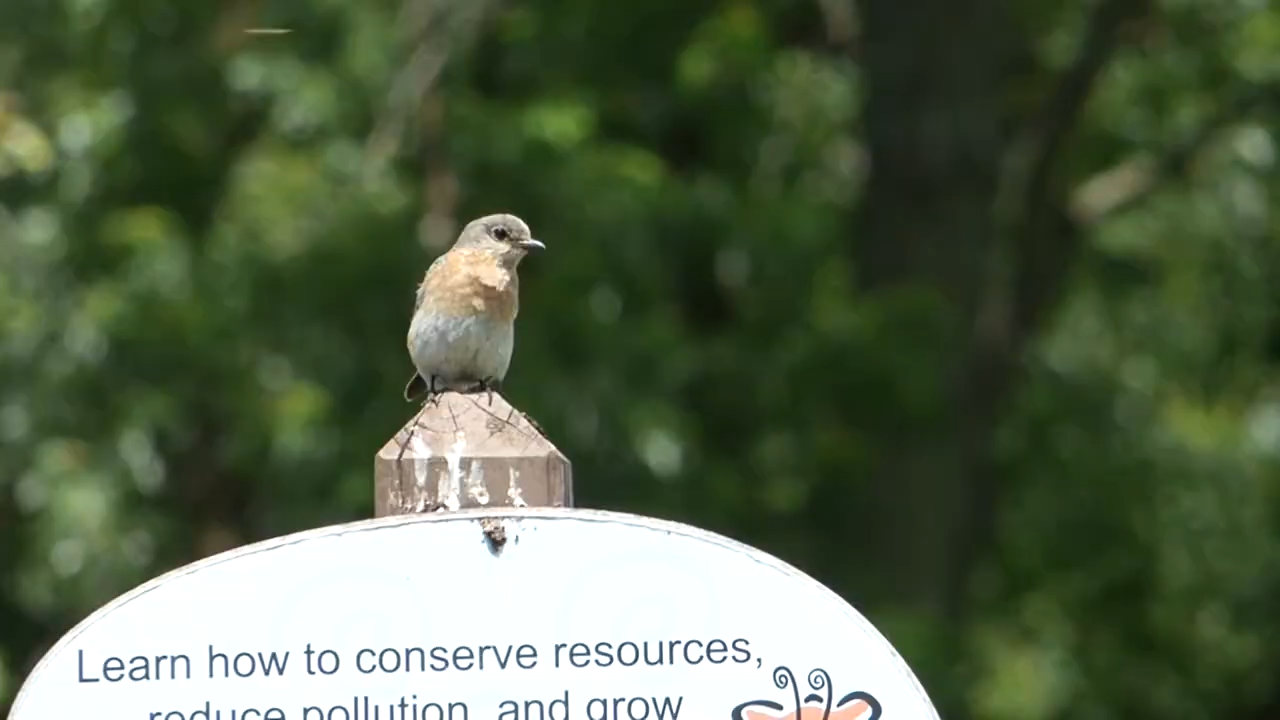 Learn how to conserve resources,
reduce pollution, and grow